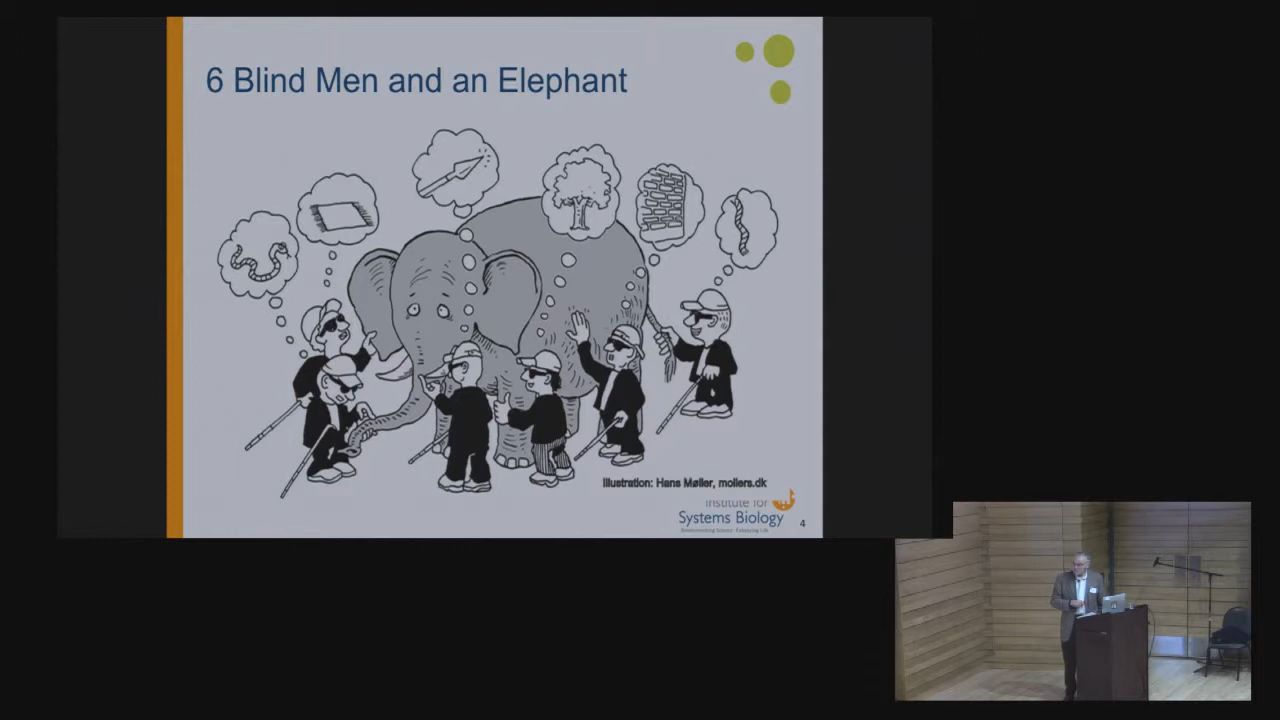 6 Blind Men and an Elephant
Illustration: Hans Møller, mollers.dk
Institute for
Systems Biology
4